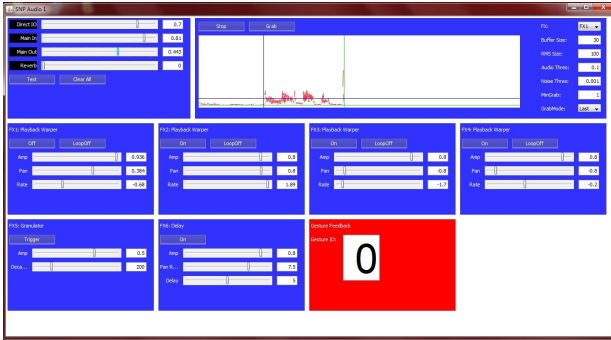 SNP Audio 1
Direct IO 0.7
Main In 0.81
Main Out 0.443
Reverb 0
Test Clear All
Stop Grab
FX: FX1
Buffer Size: 30
RMS Size: 100
Audio Thres: 0.1
Noise Thres: 0.001
MinGrab: 1
GrabMode: Last
FX1: Playback Warper
Off LoopOff
Amp 0.936
Pan 0.384
Rate -0.68
FX2: Playback Warper
On LoopOff
Amp 0.8
Pan 0.8
Rate 1.89
FX3: Playback Warper
On LoopOff
Amp 0.8
Pan -0.8
Rate -1.7
FX4: Playback Warper
On LoopOff
Amp 0.8
Pan -0.8
Rate -0.2
FX5: Granulator
Trigger
Amp 0.5
Deca... 200
FX6: Delay
On
Amp 0.8
Pan R... 7.5
Delay 5
Gesture Feedback
Gesture ID:
0